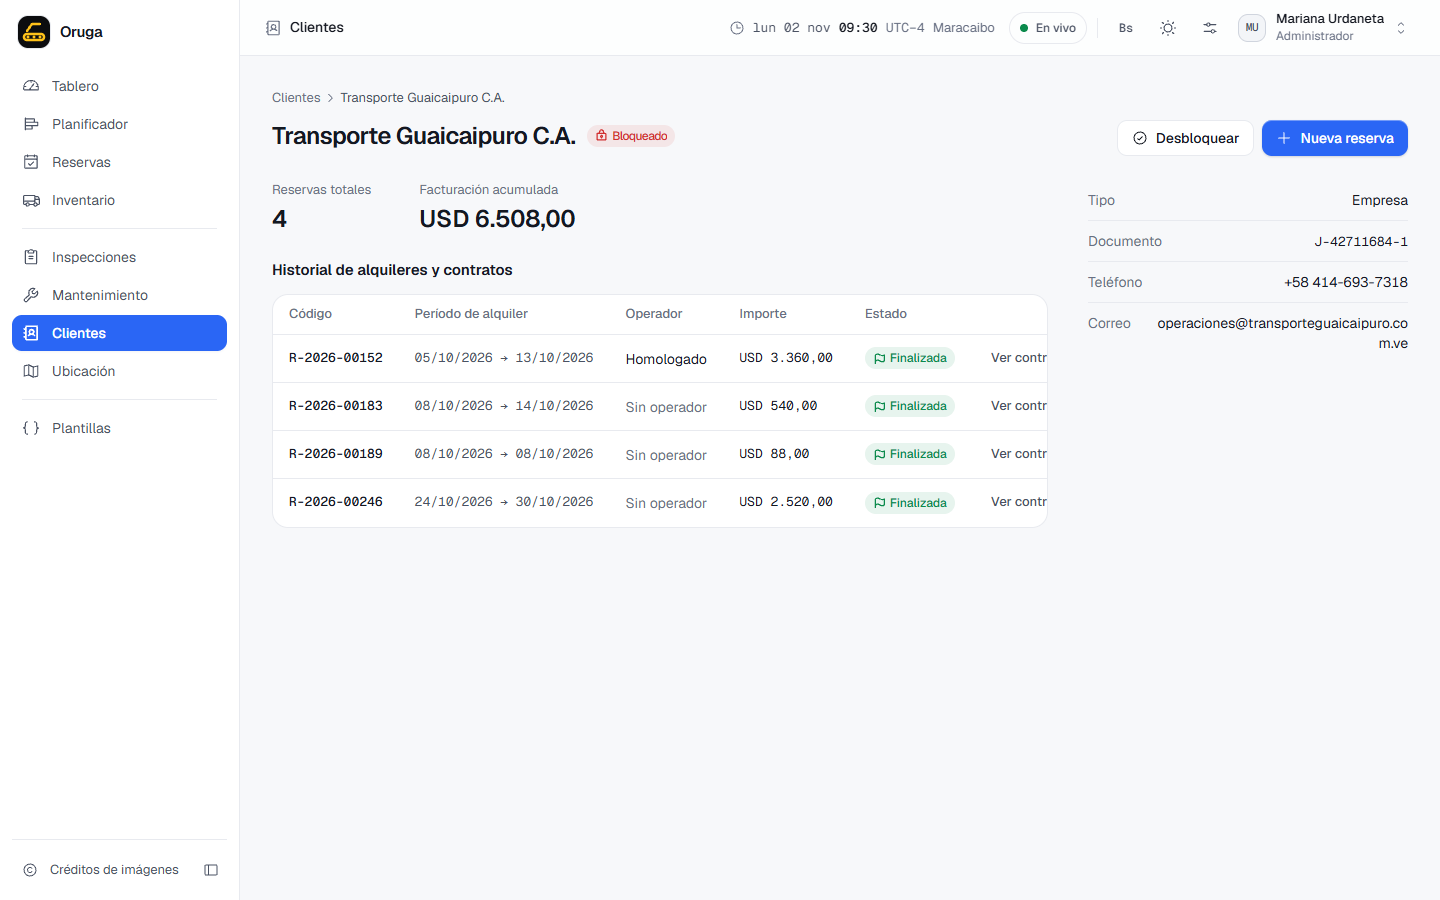 Oruga
Tablero
Planificador
Reservas
Inventario
Inspecciones
Mantenimiento
Clientes
Ubicación
Plantillas
Créditos de imágenes
Clientes
lun 02 nov 09:30 UTC−4 Maracaibo
En vivo
Bs
MU
Mariana Urdaneta
Administrador
Clientes > Transporte Guaicaipuro C.A.
Transporte Guaicaipuro C.A. Bloqueado
Desbloquear
Nueva reserva
Reservas totales
4
Facturación acumulada
USD 6.508,00
Historial de alquileres y contratos
Código Período de alquiler Operador Importe Estado
R-2026-00152 05/10/2026 → 13/10/2026 Homologado USD 3.360,00 Finalizada Ver contr
R-2026-00183 08/10/2026 → 14/10/2026 Sin operador USD 540,00 Finalizada Ver contr
R-2026-00189 08/10/2026 → 08/10/2026 Sin operador USD 88,00 Finalizada Ver contr
R-2026-00246 24/10/2026 → 30/10/2026 Sin operador USD 2.520,00 Finalizada Ver contr
Tipo Empresa
Documento J-42711684-1
Teléfono +58 414-693-7318
Correo operaciones@transporteguaicaipuro.co
m.ve